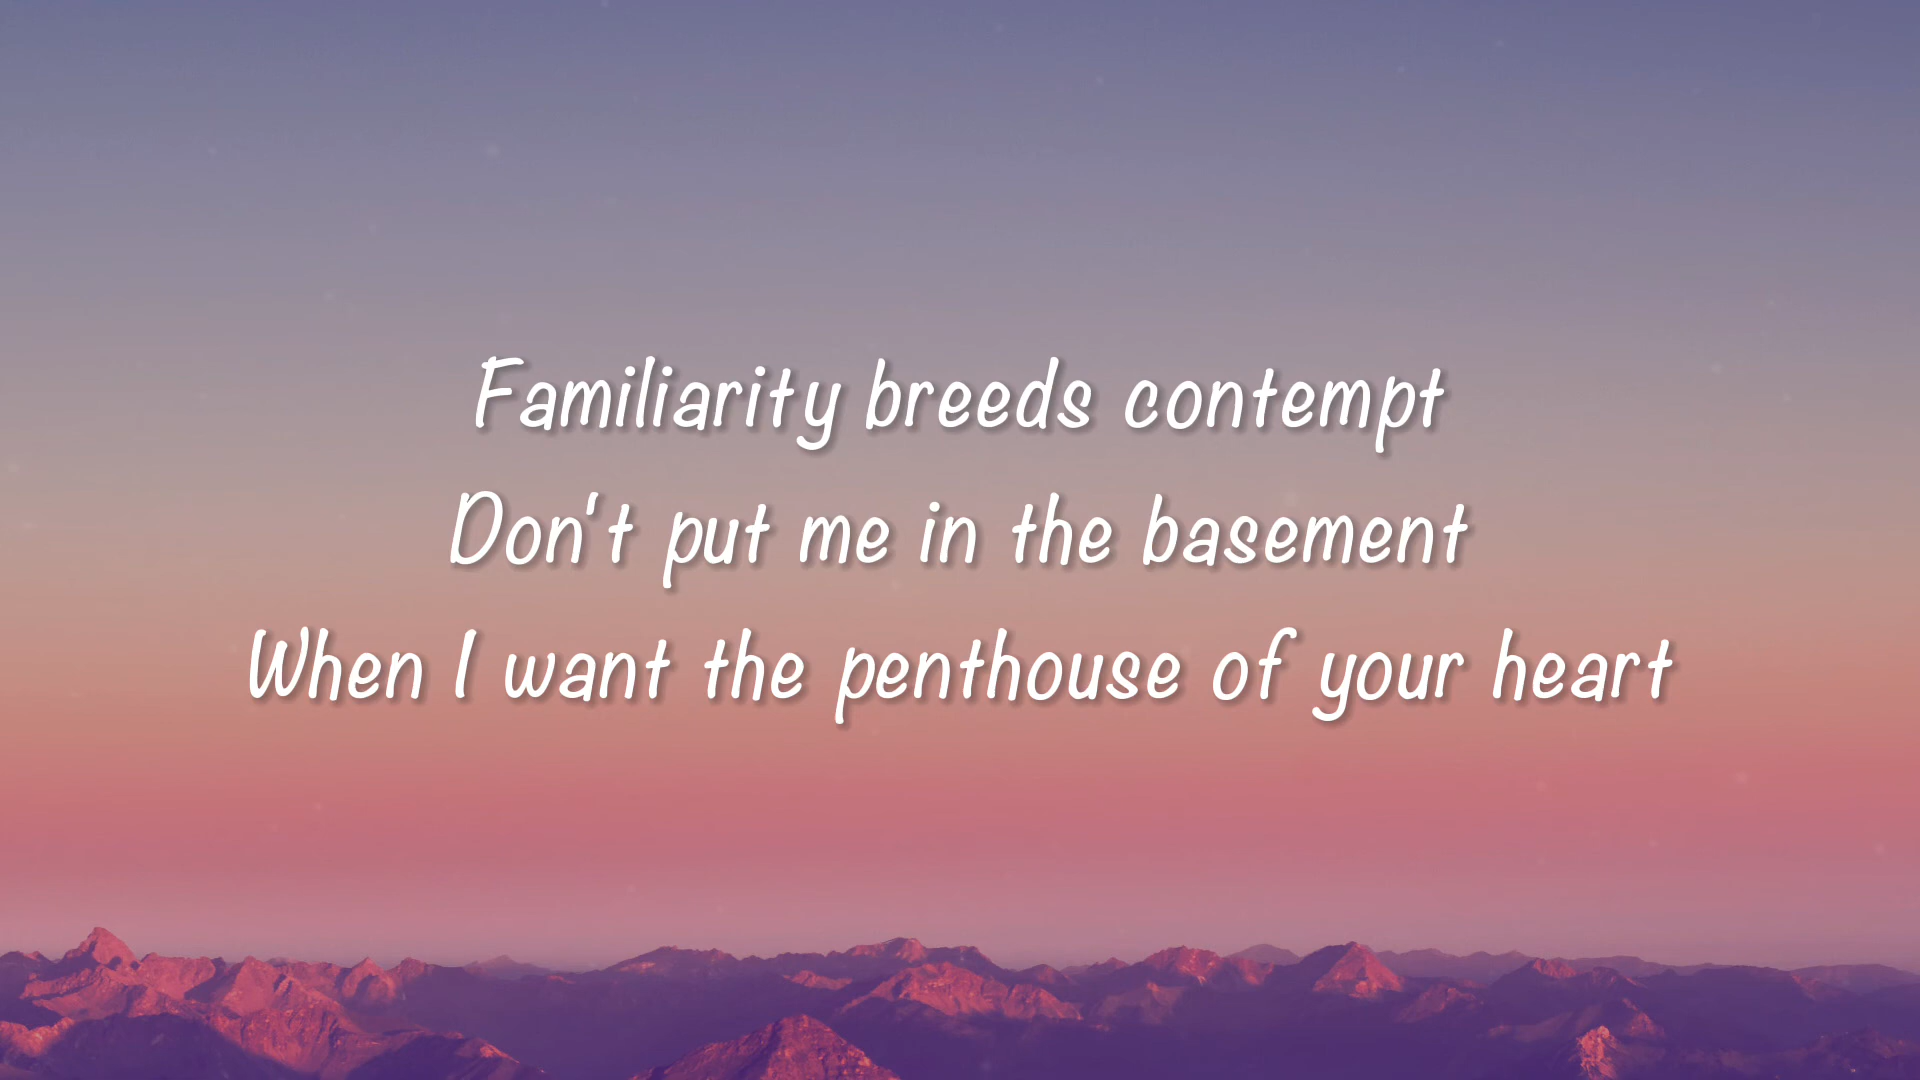 Familiarity breeds contempt
Don't put me in the basement
When I want the penthouse of your heart